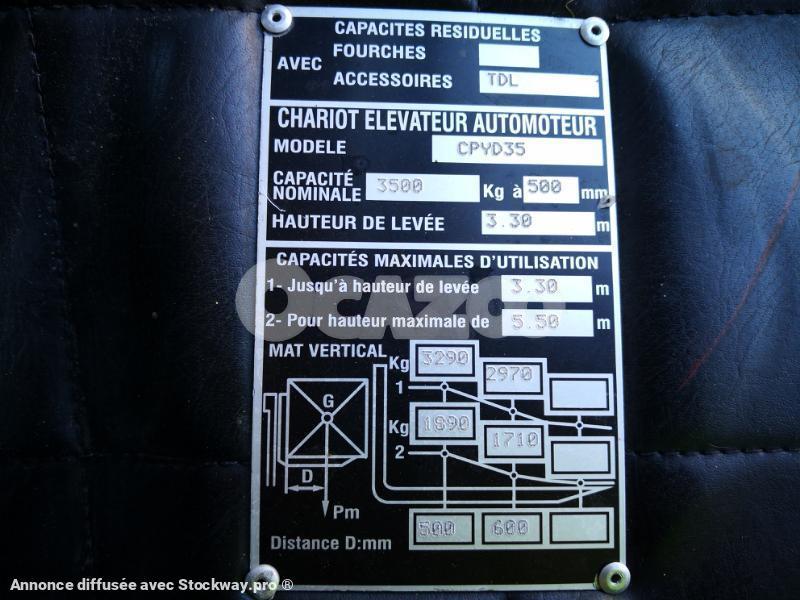 CAPACITES RESIDUELLES
AVEC FOURCHES
ACCESSOIRES TDL
CHARIOT ELEVATEUR AUTOMOTEUR
MODELE CPYD35
CAPACITÉ NOMINALE 3500 Kg à 500 mm
HAUTEUR DE LEVÉE 3.30 m
CAPACITÉS MAXIMALES D'UTILISATION
1- Jusqu'à hauteur de levée 3.30 m
2- Pour hauteur maximale de 5.50 m
OCAZOO
MAT VERTICAL Kg 3290 2970
1
G
Kg 1890 1710
2
D
Pm
500 600
Distance D:mm
Annonce diffusée avec Stockway.pro ®